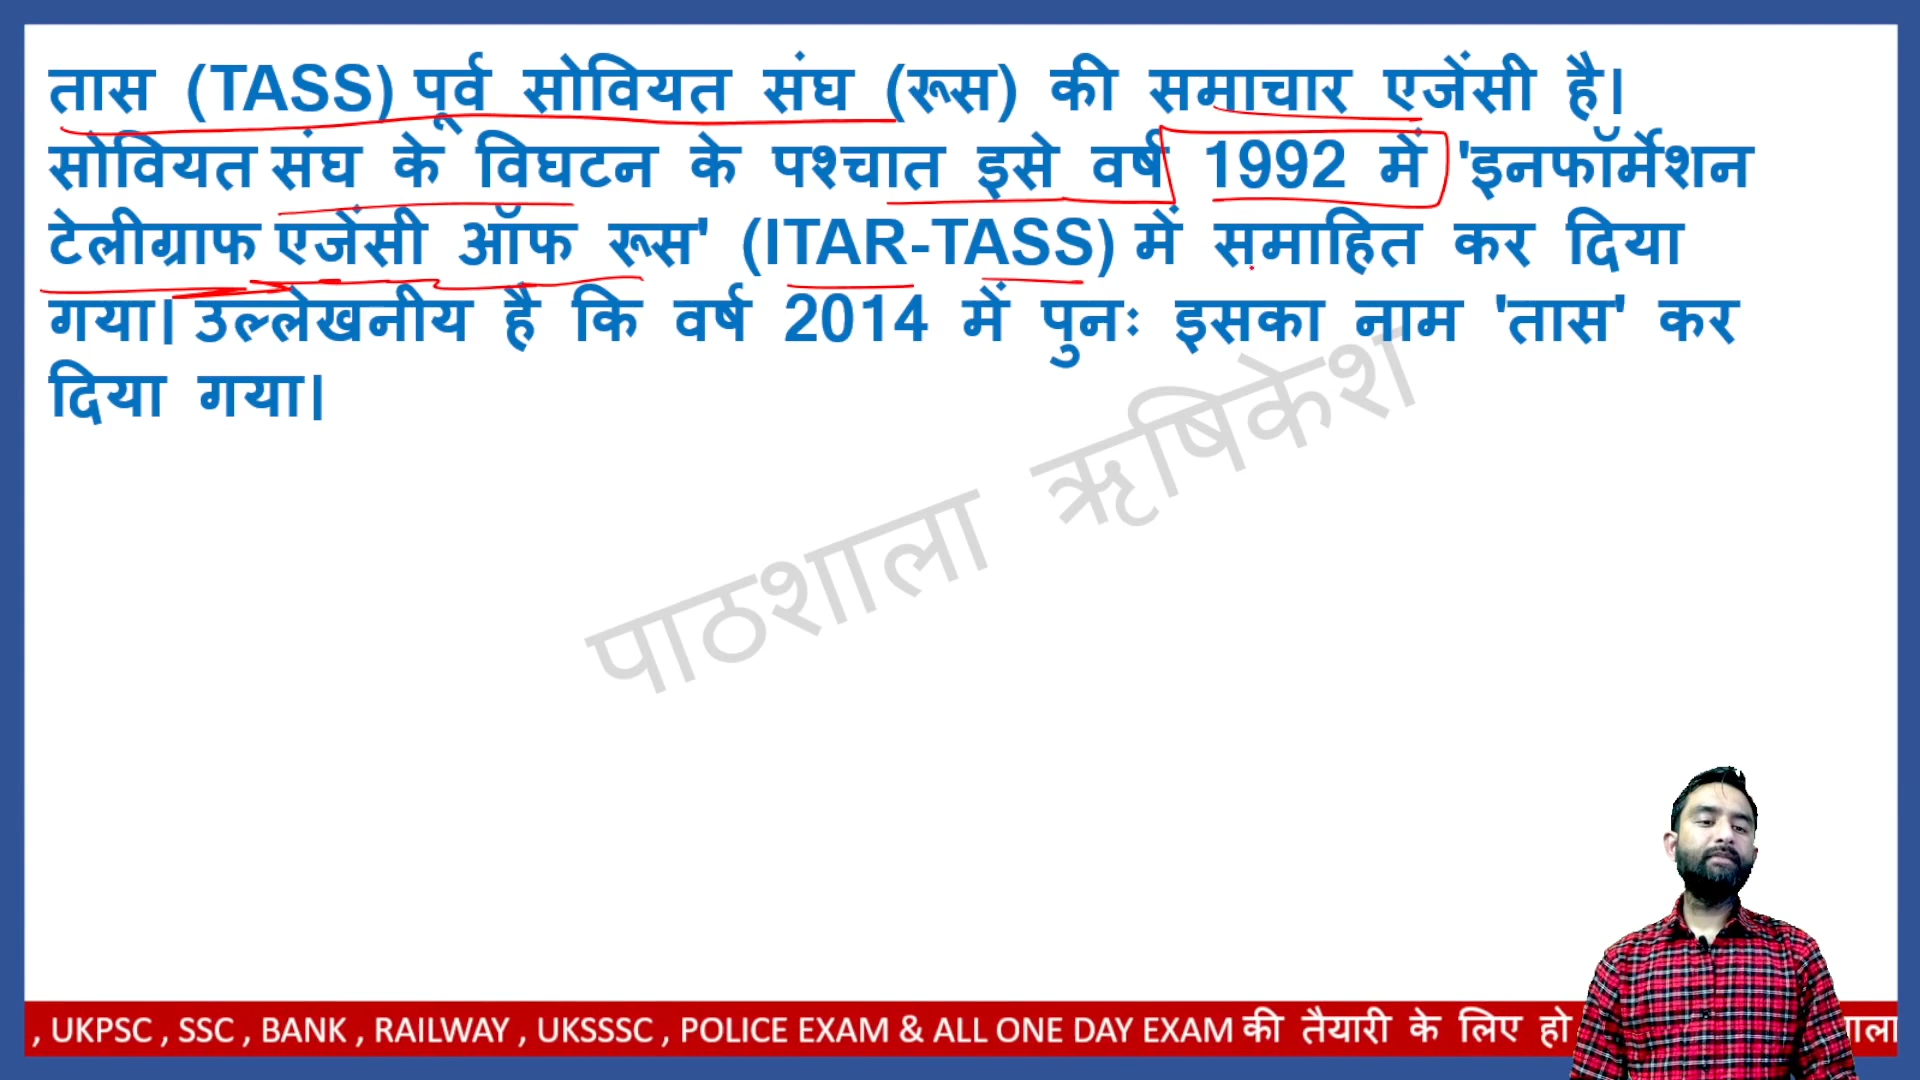 तास (TASS) पूर्व सोवियत संघ (रूस) की समाचार एजेंसी है।
सोवियत संघ के विघटन के पश्चात इसे वर्ष 1992 में 'इनफॉर्मेशन
टेलीग्राफ एजेंसी ऑफ रूस' (ITAR-TASS) में समाहित कर दिया
गया। उल्लेखनीय है कि वर्ष 2014 में पुनः इसका नाम 'तास' कर
दिया गया।
पाठशाला ऋषिकेश
, UKPSC , SSC , BANK , RAILWAY , UKSSSC , POLICE EXAM & ALL ONE DAY EXAM की तैयारी के लिए हो